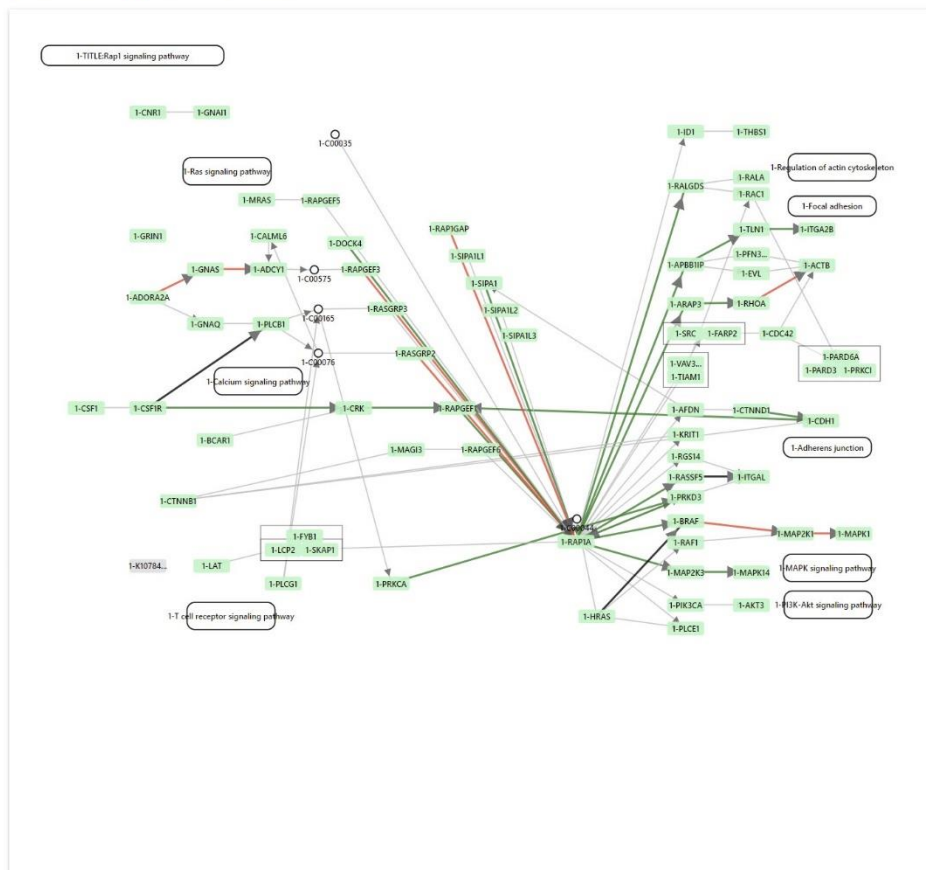 1-TITLE:Rap1 signaling pathway
1-CNR1
1-GNAI1
1-C00035
1-ID1
1-THBS1
1-Ras signaling pathway
1-Regulation of actin cytoskeleton
1-RALA
1-RALGDS
1-RAC1
1-MRAS
1-RAPGEF5
1-Focal adhesion
1-GRIN1
1-CALML6
1-DOCK4
1-RAP1GAP
1-TLN1
1-ITGA2B
1-SIPA1L1
1-PFN3...
1-GNAS
1-ADCY1
1-C00575
1-RAPGEF3
1-APBB1IP
1-ACTB
1-EVL
1-SIPA1
1-ADORA2A
1-C00165
1-RASGRP3
1-SIPA1L2
1-ARAP3
1-RHOA
1-GNAQ
1-PLCB1
1-SIPA1L3
1-SRC
1-FARP2
1-CDC42
1-C00076
1-RASGRP2
1-PARD6A
1-VAV3...
1-PARD3
1-PRKCI
1-TIAM1
1-Calcium signaling pathway
1-CSF1
1-CSF1R
1-CRK
1-RAPGEF1
1-AFDN
1-CTNND1
1-CDH1
1-BCAR1
1-KRIT1
1-MAGI3
1-RAPGEF6
1-Adherens junction
1-RGS14
1-RASSF5
1-ITGAL
1-CTNNB1
1-PRKD3
1-C00044
1-BRAF
1-MAP2K1
1-MAPK1
1-FYB1
1-RAP1A
1-RAF1
1-LCP2
1-SKAP1
1-K10784...
1-LAT
1-MAPK signaling pathway
1-MAP2K3
1-MAPK14
1-PLCG1
1-PRKCA
1-PI3K-Akt signaling pathway
1-PIK3CA
1-AKT3
1-T cell receptor signaling pathway
1-HRAS
1-PLCE1